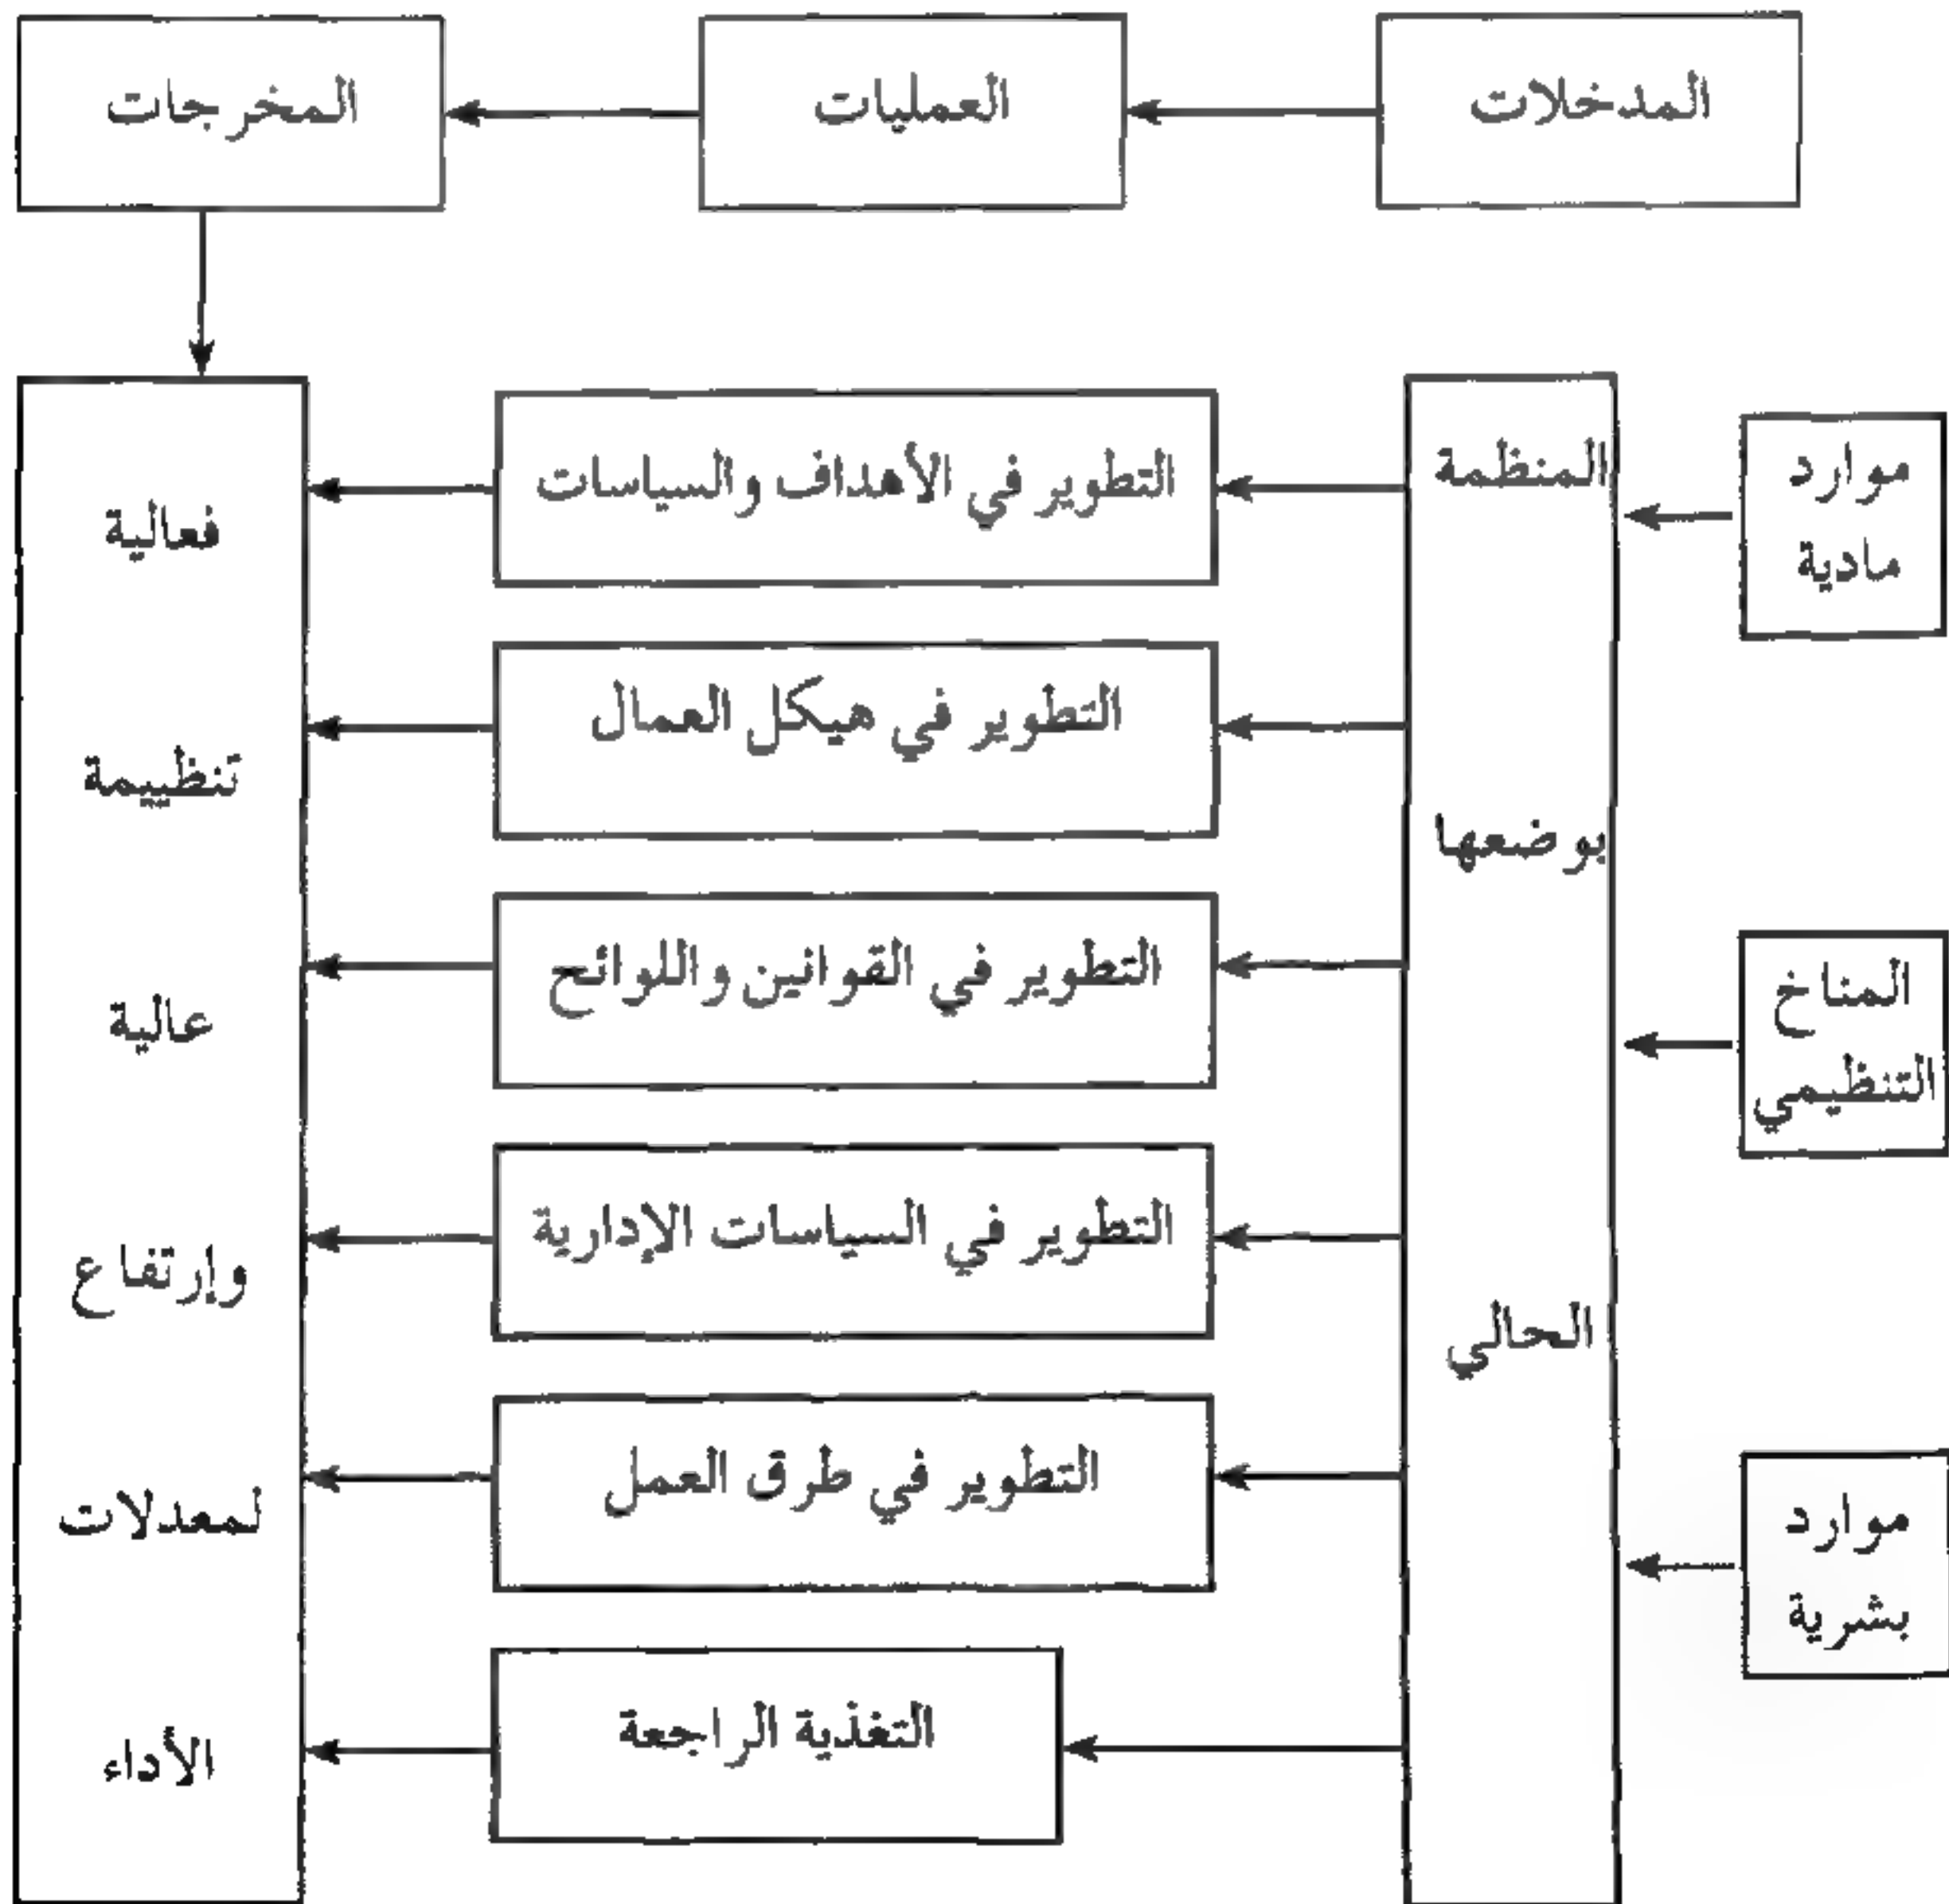 المدخلات
العمليات
المخرجات
موارد
مادية
المناخ
التنظيمي
موارد
بشرية
المنظمة
بوضعها
الحالي
التطوير في الأهداف والسياسات
التطوير في هيكل العمال
التطوير في القوانين واللوائح
التطوير في السياسات الإدارية
التطوير في طرق العمل
التغذية الراجعة
فعالية
تنظيمة
عالية
وإرتفاع
لمعدلات
الأداء